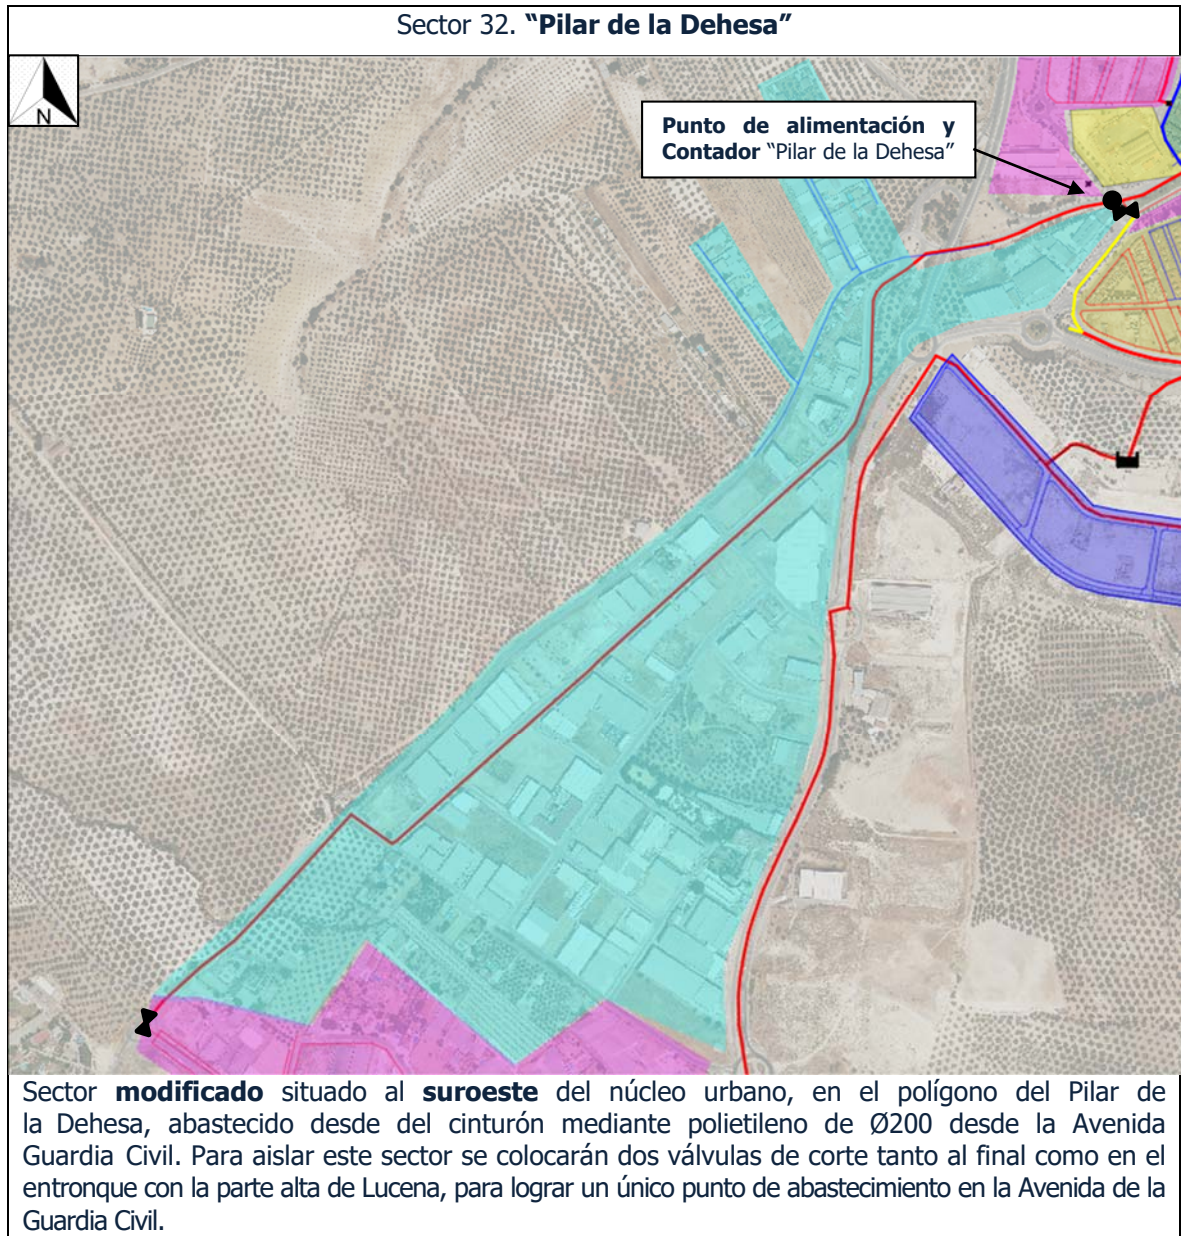 Sector 32. “Pilar de la Dehesa”
N
Punto de alimentación y
Contador “Pilar de la Dehesa”
Sector modificado situado al suroeste del núcleo urbano, en el polígono del Pilar de
la Dehesa, abastecido desde del cinturón mediante polietileno de Ø200 desde la Avenida
Guardia Civil. Para aislar este sector se colocarán dos válvulas de corte tanto al final como en el
entronque con la parte alta de Lucena, para lograr un único punto de abastecimiento en la Avenida de la
Guardia Civil.